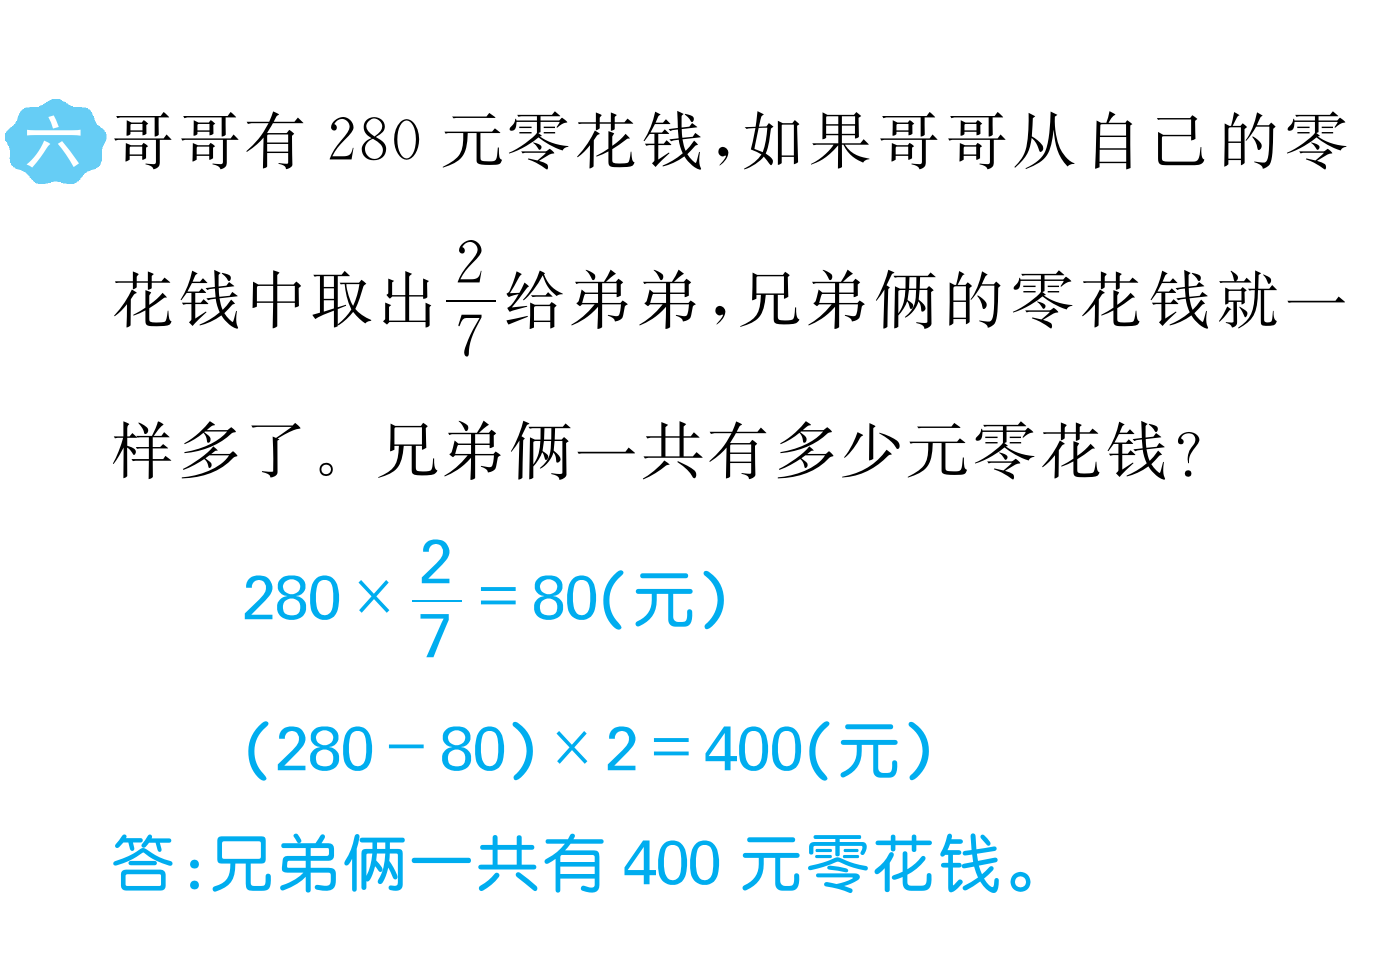 六 哥哥有 280 元零花钱,如果哥哥从自己的零
花钱中取出2/7给弟弟,兄弟俩的零花钱就一
样多了。兄弟俩一共有多少元零花钱?
280 × 2/7 = 80(元)
(280 − 80) × 2 = 400(元)
答:兄弟俩一共有 400 元零花钱。